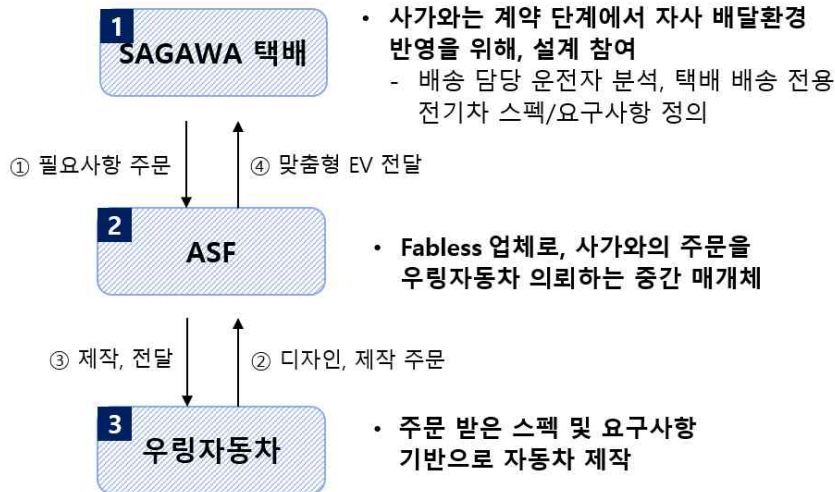 1
SAGAWA 택배
• 사가와는 계약 단계에서 자사 배달환경
반영을 위해, 설계 참여
- 배송 담당 운전자 분석, 택배 배송 전용
전기차 스펙/요구사항 정의
① 필요사항 주문
④ 맞춤형 EV 전달
2
ASF
• Fabless 업체로, 사가와의 주문을
우링자동차 의뢰하는 중간 매개체
③ 제작, 전달
② 디자인, 제작 주문
3
우링자동차
• 주문 받은 스펙 및 요구사항
기반으로 자동차 제작